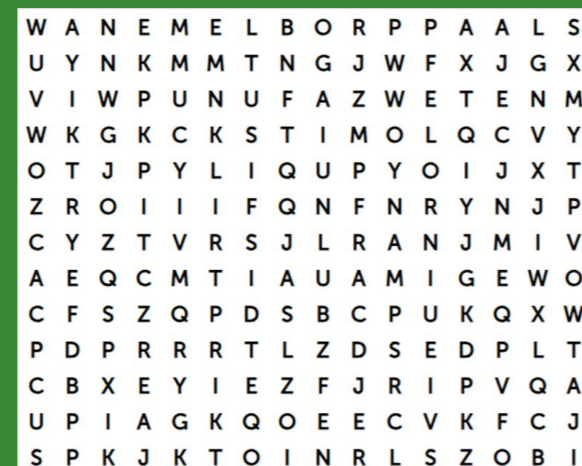 W A N E M E L B O R P P A A L S
U Y N K M M T N G J W F X J G X
V I W P U N U F A Z W E T E N M
W K G K C K S T I M O L Q C V Y
O T J P Y L I Q U P Y O I J X T
Z R O I I I F Q N F N R Y N J P
C Y Z T V R S J L R A N J M I V
A E Q C M T I A U A M I G E W O
C F S Z Q P D S B C P U K Q X W
P D P R R R T L Z D S E D P L T
C B X E Y I E Z F J R I P V Q A
U P I A G K Q O E E C V K F C J
S P K J K T O I N R L S Z O B I